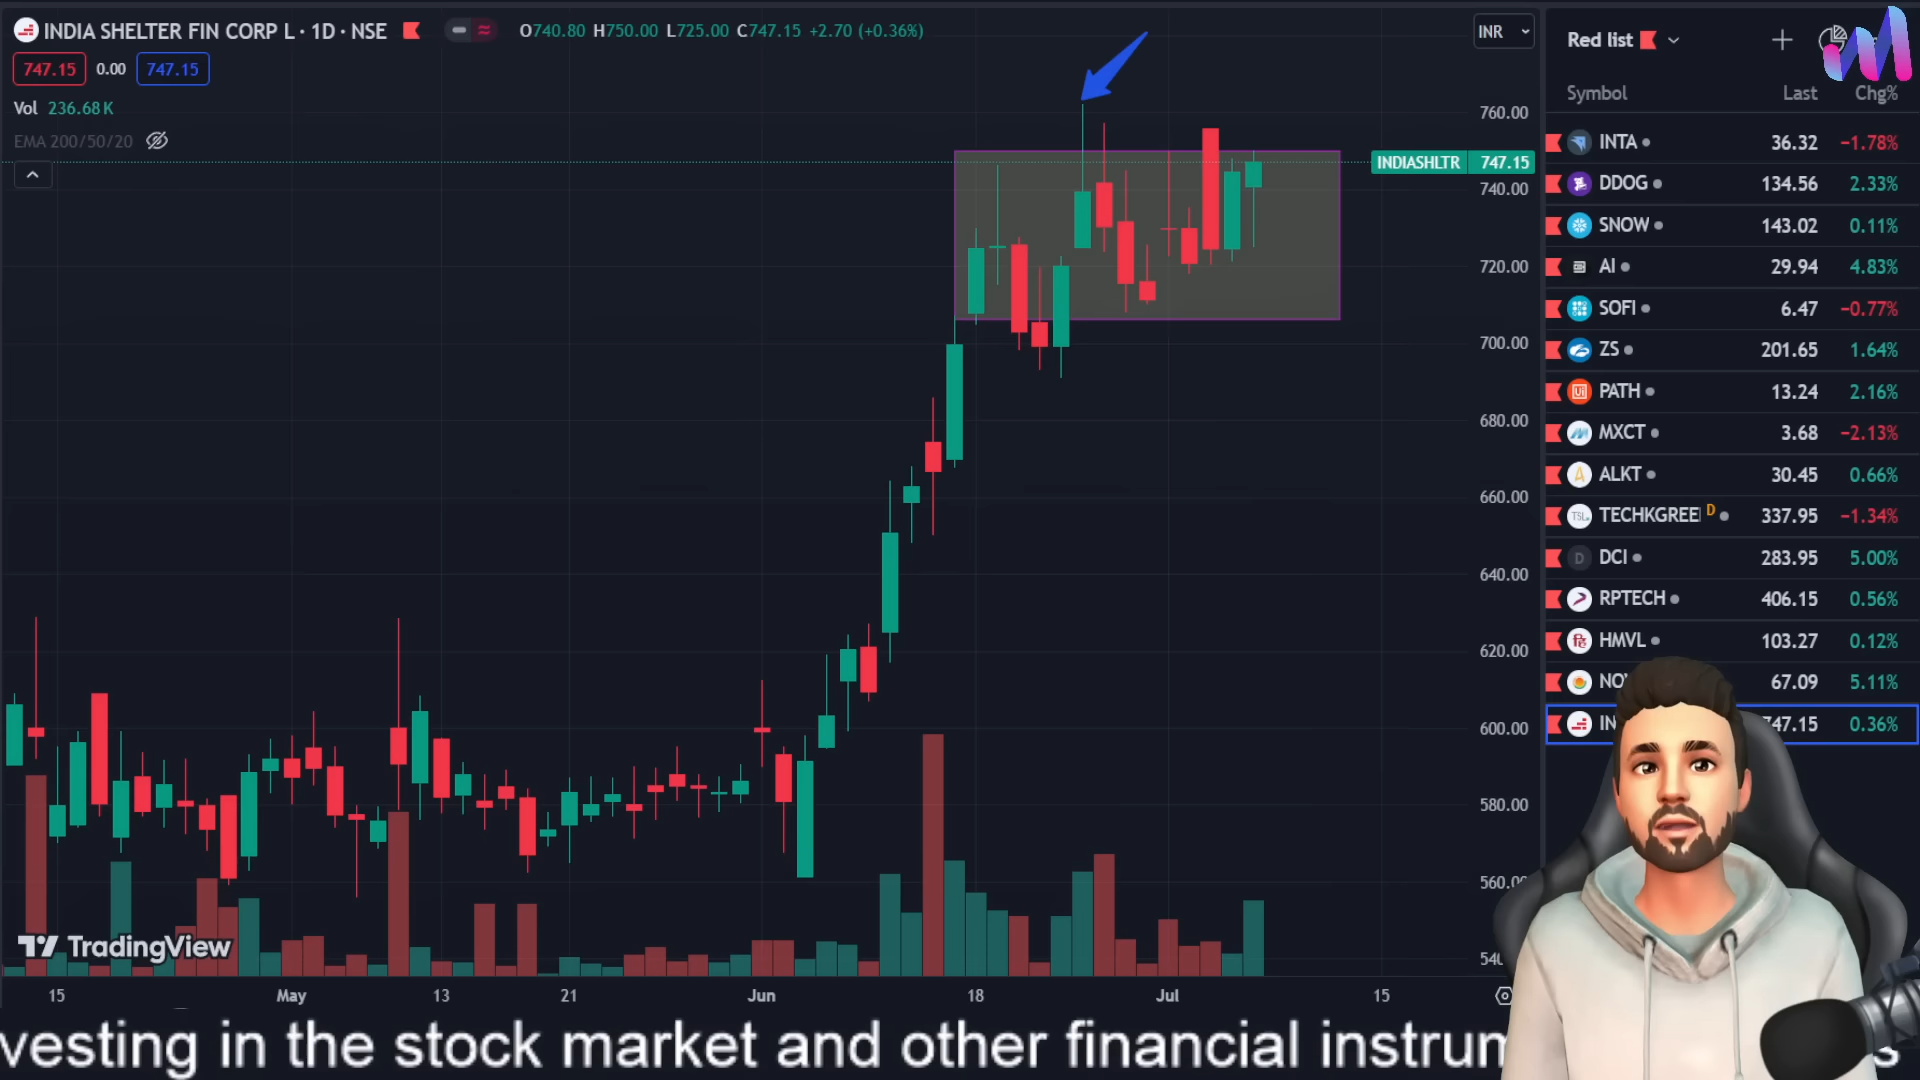 INDIA SHELTER FIN CORP L · 1D · NSE
O740.80 H750.00 L725.00 C747.15 +2.70 (+0.36%)
INR
747.15 0.00 747.15
Vol 236.68 K
EMA 200/50/20
760.00
INDIASHLTR 747.15
740.00
720.00
700.00
680.00
660.00
640.00
620.00
600.00
580.00
TradingView
15 May 13 21 Jun 18 Jul 15
Red list
Symbol Last Chg%
INTA 36.32 −1.78%
DDOG 134.56 2.33%
SNOW 143.02 0.11%
AI 29.94 4.83%
SOFI 6.47 −0.77%
ZS 201.65 1.64%
PATH 13.24 2.16%
MXCT 3.68 −2.13%
ALKT 30.45 0.66%
TECHKGREE D 337.95 −1.34%
DCI 283.95 5.00%
RPTECH 406.15 0.56%
HMVL 103.27 0.12%
67.09 5.11%
747.15 0.36%
vesting in the stock market and other financial instrum